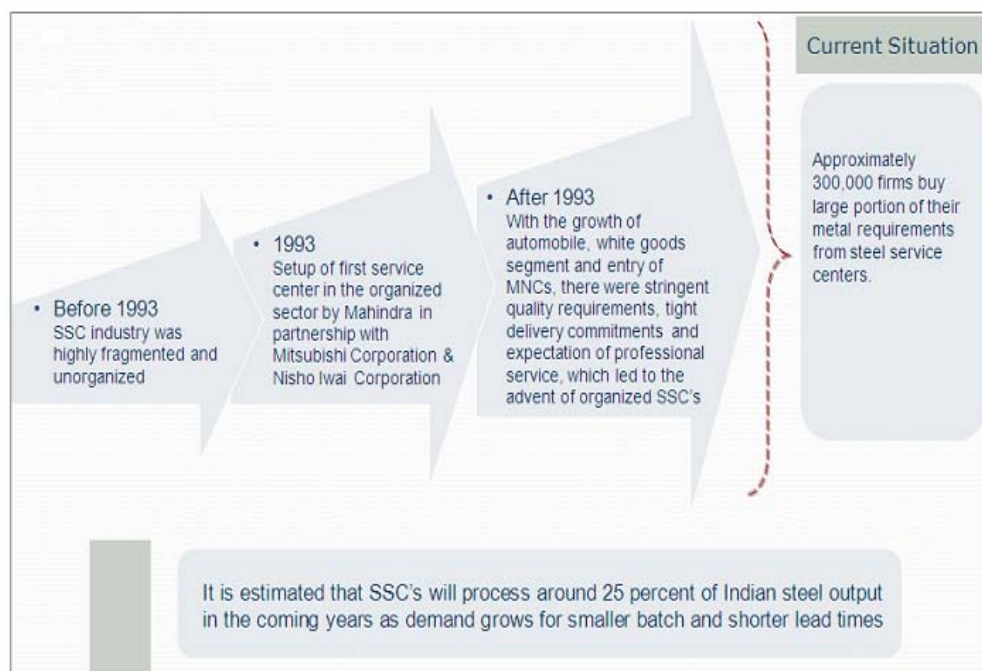 Current Situation
Approximately
300,000 firms buy
large portion of their
metal requirements
from steel service
centers.
• After 1993
With the growth of
automobile, white goods
segment and entry of
MNCs, there were stringent
quality requirements, tight
delivery commitments and
expectation of professional
service, which led to the
advent of organized SSC's
• 1993
Setup of first service
center in the organized
sector by Mahindra in
partnership with
Mitsubishi Corporation &
Nisho Iwai Corporation
• Before 1993
SSC industry was
highly fragmented and
unorganized
It is estimated that SSC's will process around 25 percent of Indian steel output
in the coming years as demand grows for smaller batch and shorter lead times